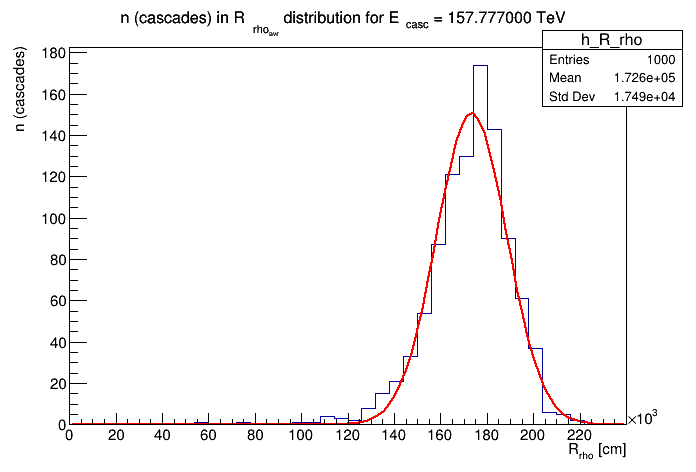 n (cascades) in R rho_avr distribution for E casc = 157.777000 TeV
h_R_rho
Entries 1000
Mean 1.726e+05
Std Dev 1.749e+04
n (cascades)
180
160
140
120
100
80
60
40
20
0
0 20 40 60 80 100 120 140 160 180 200 220
×10³
R_rho [cm]